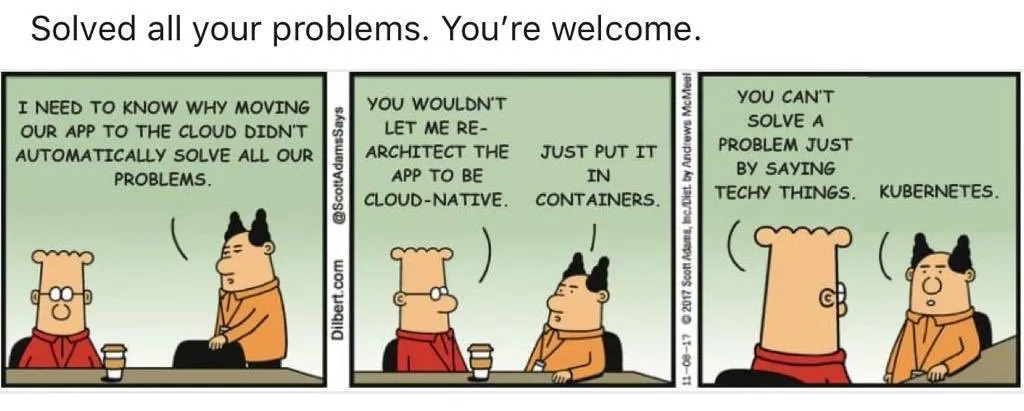 Solved all your problems. You’re welcome.
I NEED TO KNOW WHY MOVING
OUR APP TO THE CLOUD DIDN'T
AUTOMATICALLY SOLVE ALL OUR
PROBLEMS.
Dilbert.com @ScottAdamsSays
YOU WOULDN'T
LET ME RE-
ARCHITECT THE
APP TO BE
CLOUD-NATIVE.
JUST PUT IT
IN
CONTAINERS.
11-08-17 © 2017 Scott Adams, Inc./Dist. by Andrews McMeel
YOU CAN'T
SOLVE A
PROBLEM JUST
BY SAYING
TECHY THINGS.
KUBERNETES.